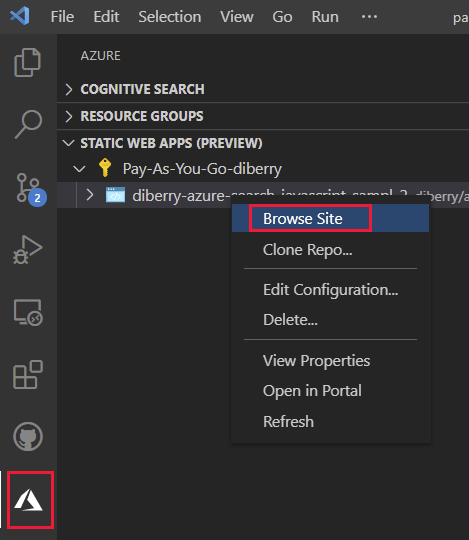 File Edit Selection View Go Run ··· pa
AZURE
COGNITIVE SEARCH
RESOURCE GROUPS
STATIC WEB APPS (PREVIEW)
Pay-As-You-Go-diberry
diberry-azure-search-javascript-sampl-2 diberry/a
Browse Site
Clone Repo...
2
Edit Configuration...
Delete...
View Properties
Open in Portal
Refresh